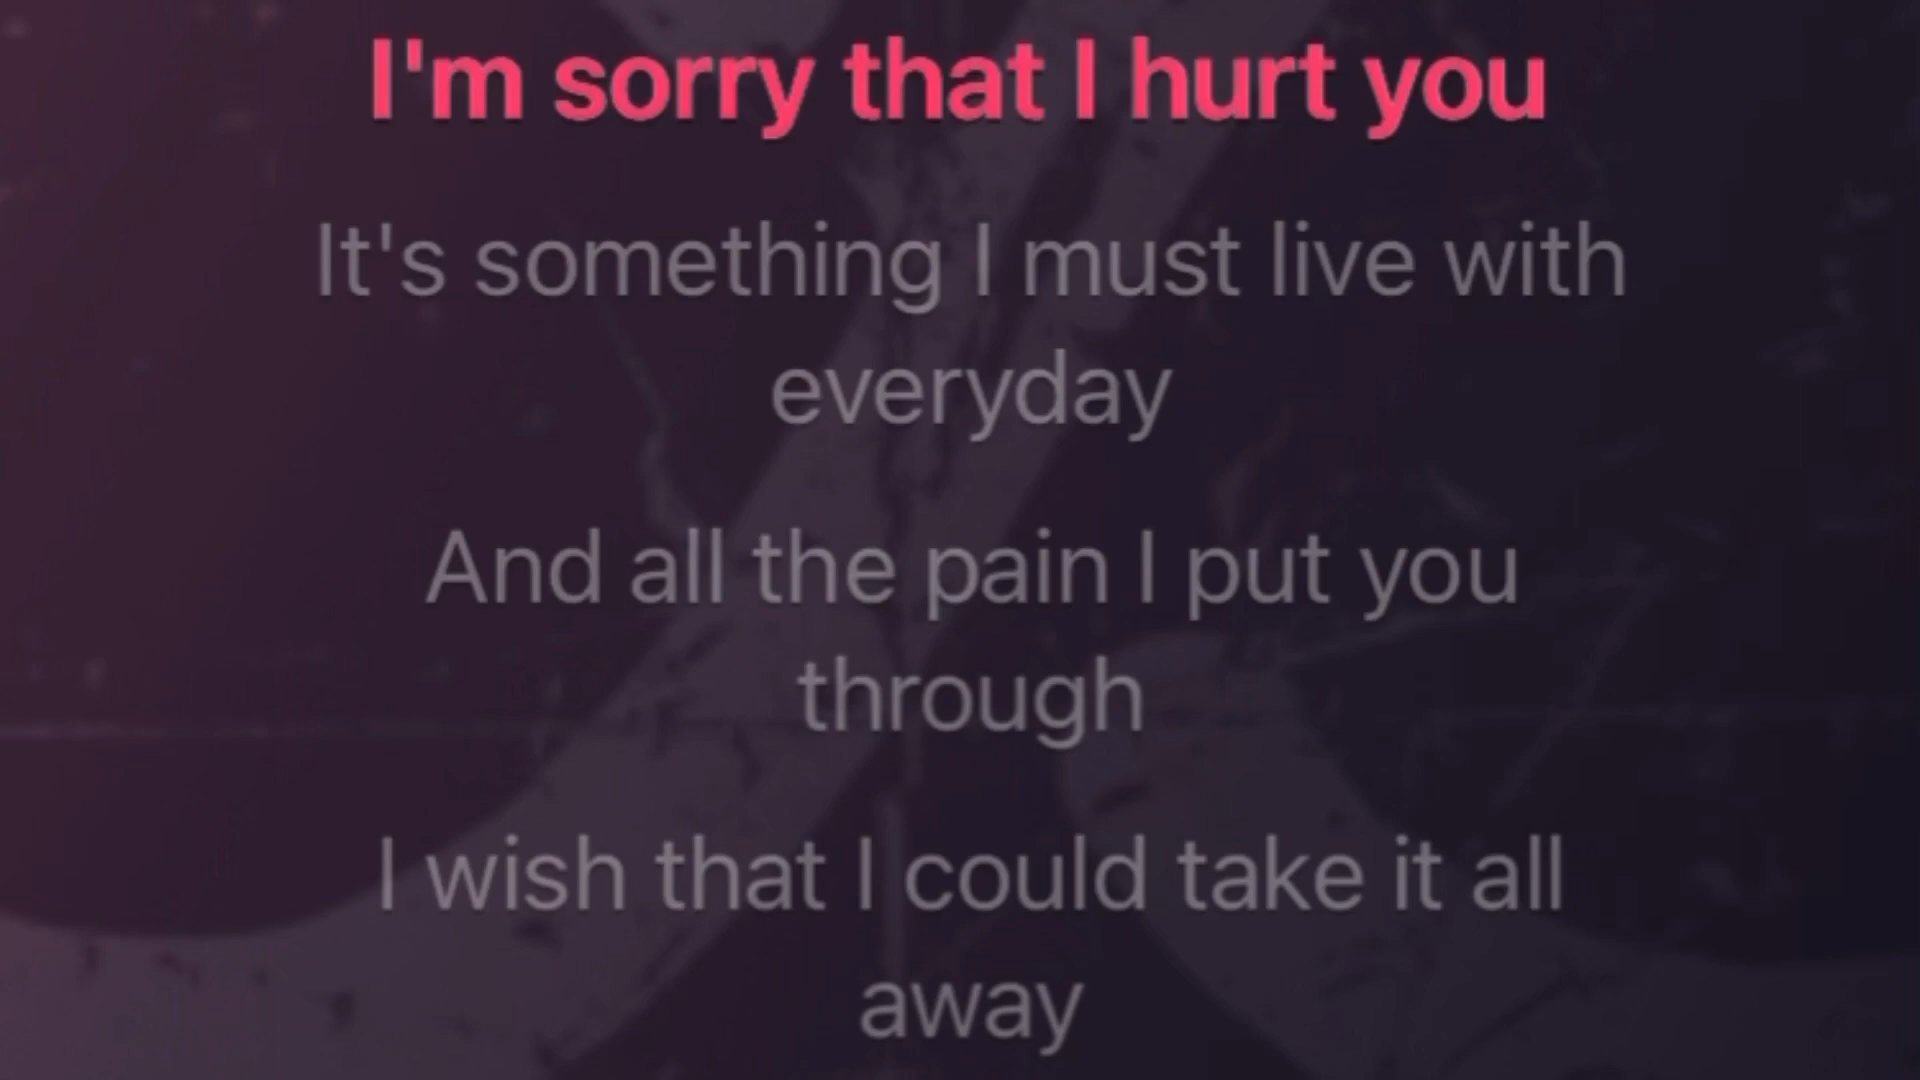 I'm sorry that I hurt you
It's something I must live with
everyday
And all the pain I put you
through
I wish that I could take it all
away